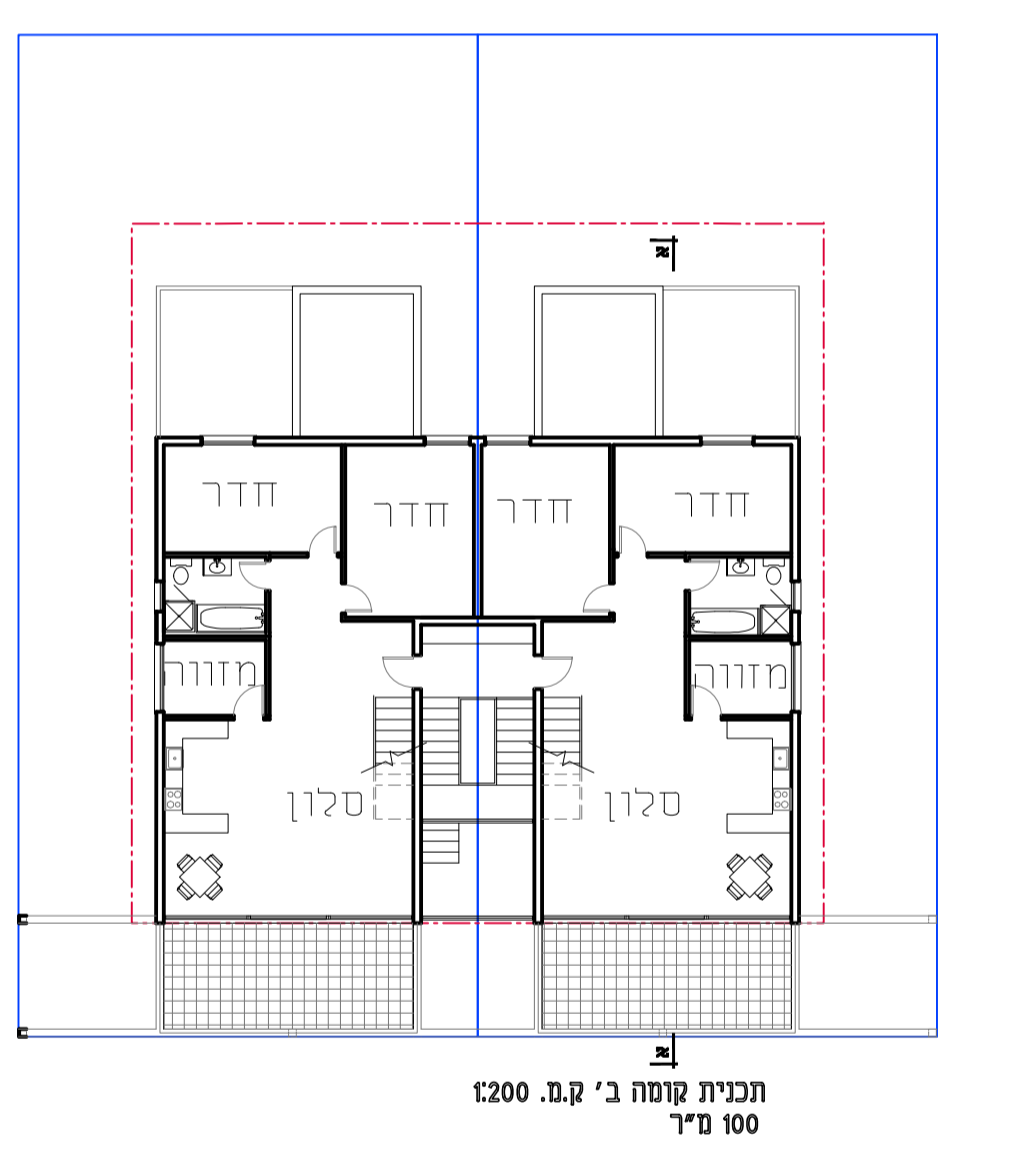 א
חדר
חדר
חדר
חדר
מזווה
מזווה
סלון
סלון
א
תכנית קומה ב' ק.מ. 1:200
100 מ"ר